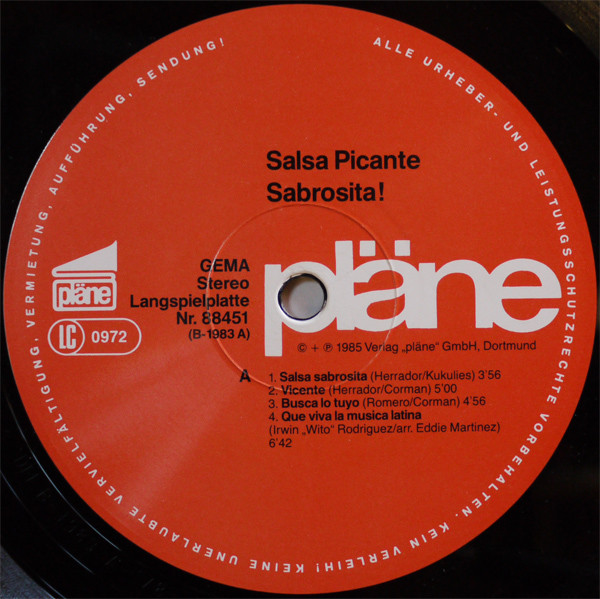 ALLE URHEBER- UND LEISTUNGSSCHUTZRECHTE VORBEHALTEN. KEIN VERLEIH! KEINE UNERLAUBTE VERVIELFÄLTIGUNG, VERMIETUNG, AUFFÜHRUNG, SENDUNG!
Salsa Picante
Sabrosita!
pläne
LC 0972
GEMA
Stereo
Langspielplatte
Nr. 88451
(B-1983 A)
pläne
© + ℗ 1985 Verlag „pläne" GmbH, Dortmund
A
1. Salsa sabrosita (Herrador/Kukulies) 3'56
2. Vicente (Herrador/Corman) 5'00
3. Busca lo tuyo (Romero/Corman) 4'56
4. Que viva la musica latina
(Irwin „Wito" Rodriguez/arr. Eddie Martinez)
6'42